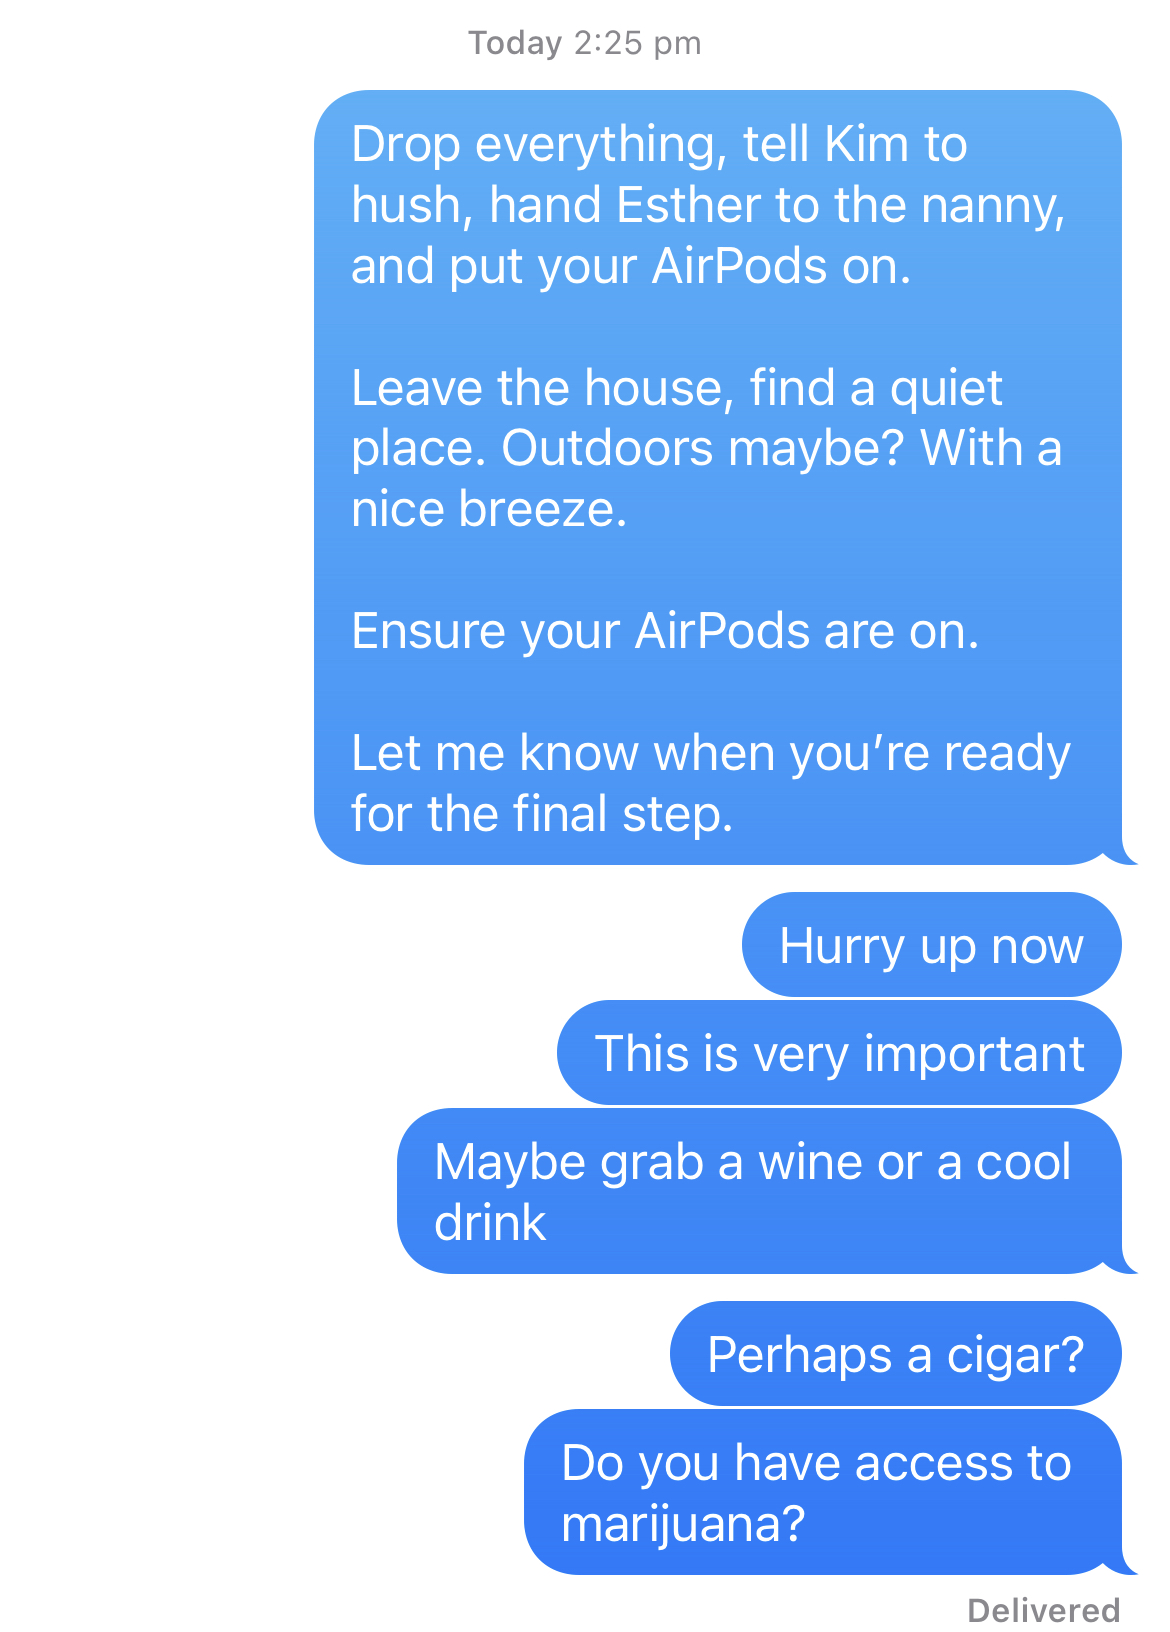 Today 2:25 pm
Drop everything, tell Kim to
hush, hand Esther to the nanny,
and put your AirPods on.
Leave the house, find a quiet
place. Outdoors maybe? With a
nice breeze.
Ensure your AirPods are on.
Let me know when you’re ready
for the final step.
Hurry up now
This is very important
Maybe grab a wine or a cool
drink
Perhaps a cigar?
Do you have access to
marijuana?
Delivered